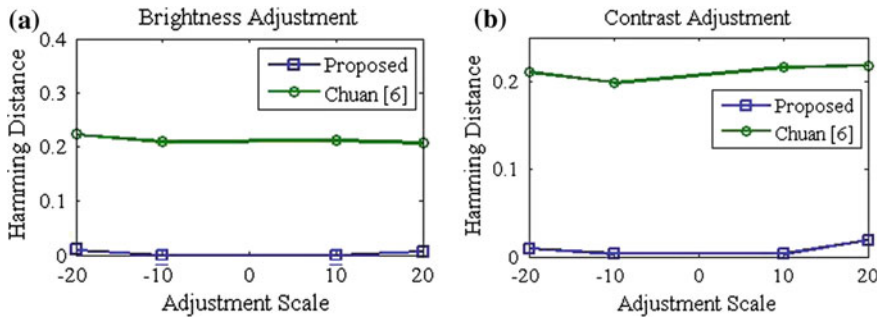 (a)
Brightness Adjustment
0.4
0.3
0.2
0.1
0
Hamming Distance
Proposed
Chuan [6]
-20
-10
0
10
20
Adjustment Scale
(b)
Contrast Adjustment
0.2
0.1
0
Hamming Distance
Proposed
Chuan [6]
-20
-10
0
10
20
Adjustment Scale